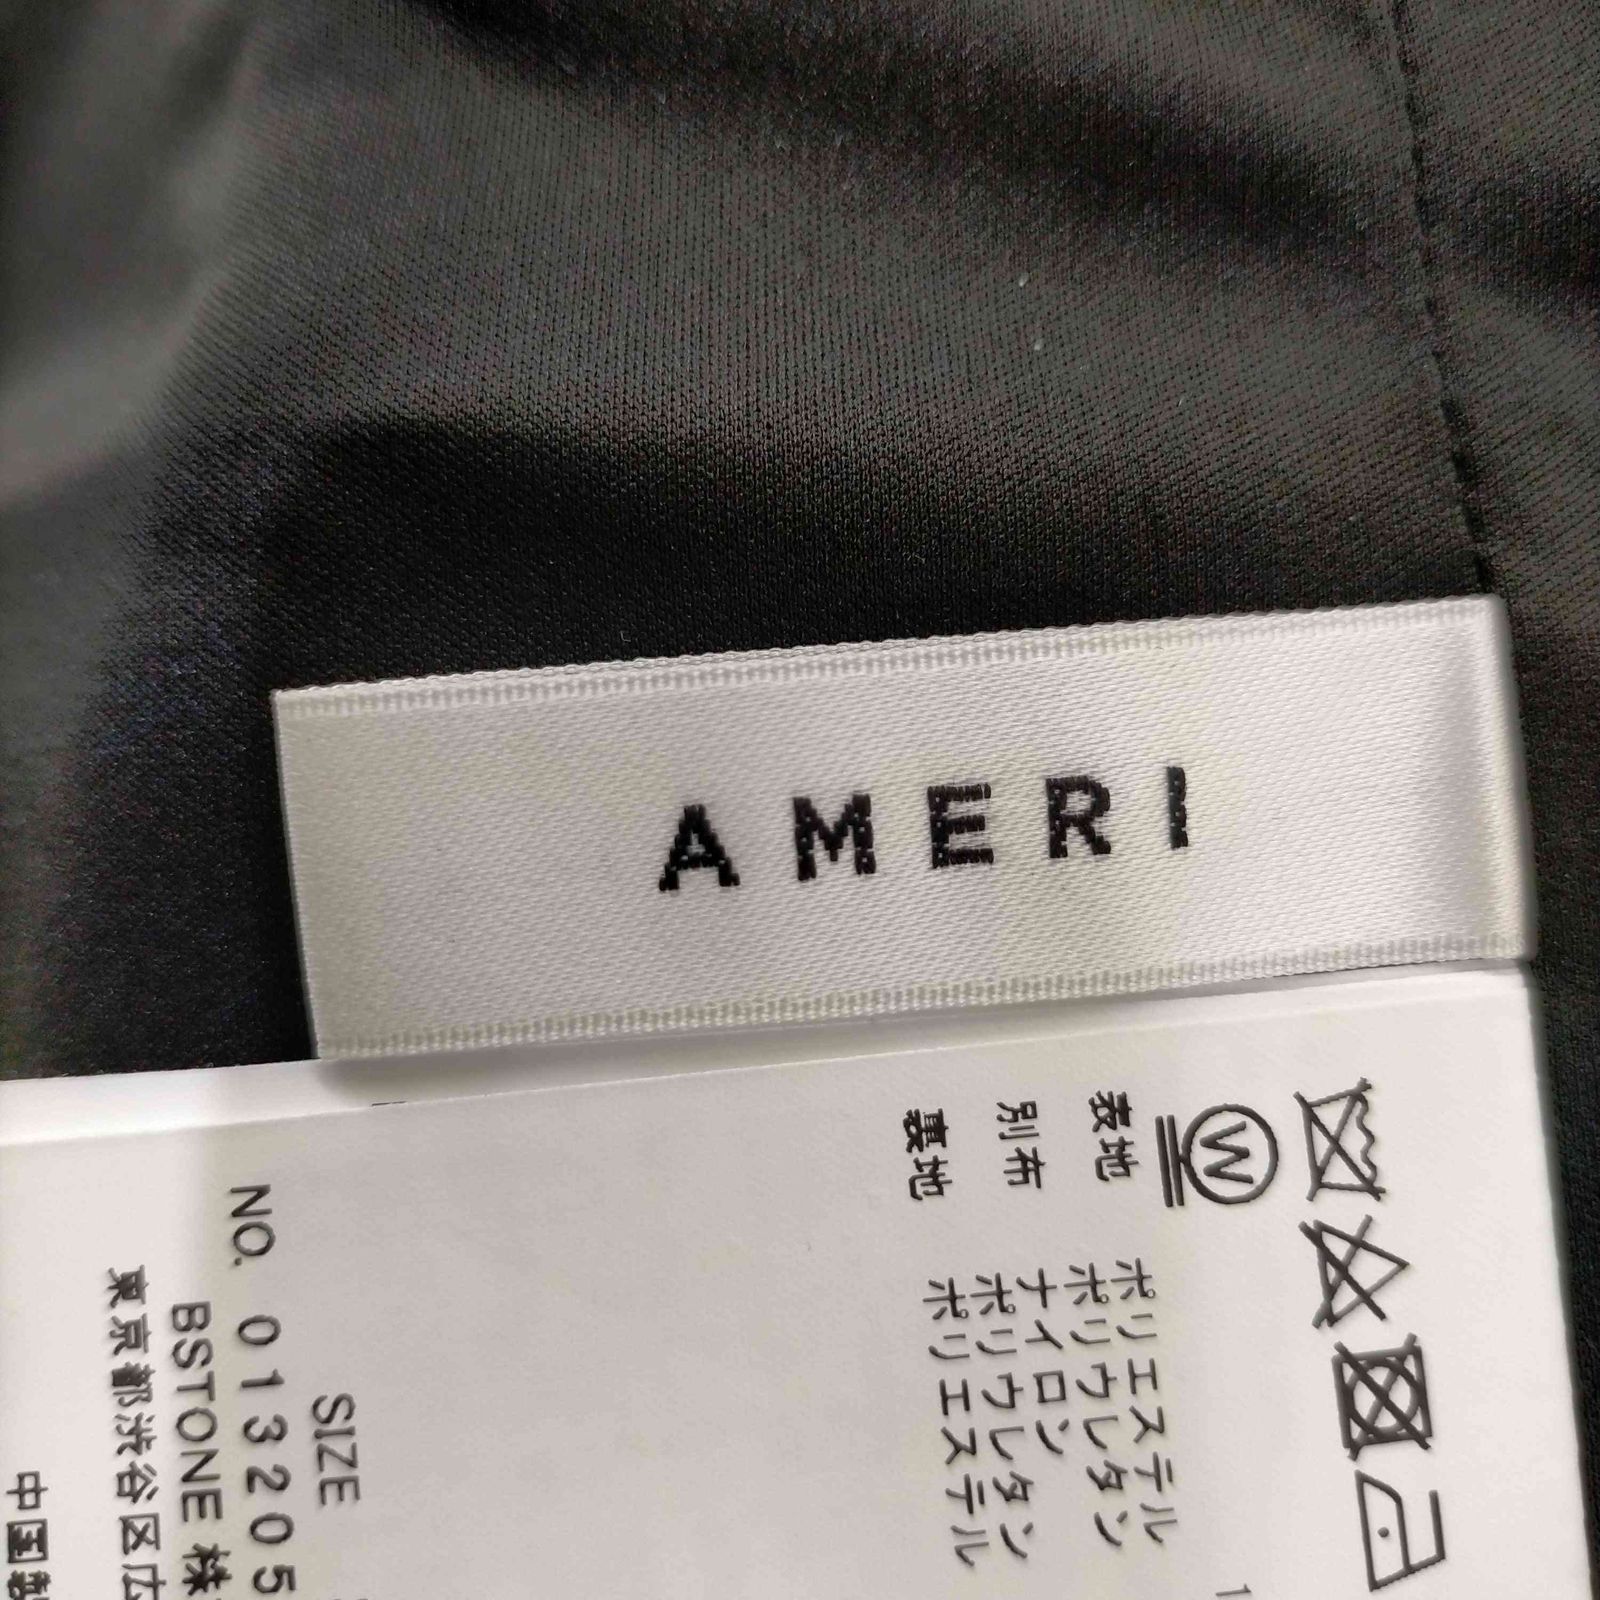 AMERI
W
表地 ポリエステル
ポリウレタン
別布 ナイロン
ポリウレタン
裏地 ポリエステル
SIZE
NO. 013205
BSTONE 株
東京都渋谷区広
中国製